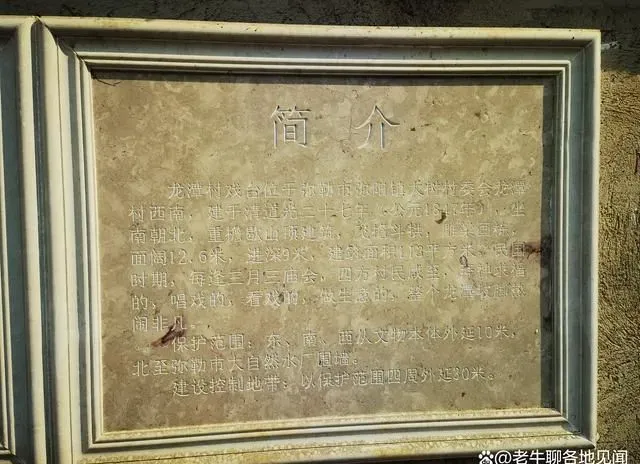 简 介
龙潭村戏台位于弥勒市弥阳镇大树村委会龙潭
村西南，建于清道光二十七年（公元1847年），坐
南朝北，重檐歇山顶建筑，飞檐斗拱，雕梁画栋，
面阔12.6米，进深9米，建筑面积113平方米。民国
时期，每逢三月三庙会，四方村民咸至，祭神求福
的，唱戏的，看戏的，做生意的，整个龙潭村热
闹非凡。
保护范围：东、南、西从文物本体外延10米，
北至弥勒市大自然水厂围墙。
建设控制地带：以保护范围四周外延30米。
@老牛聊各地见闻